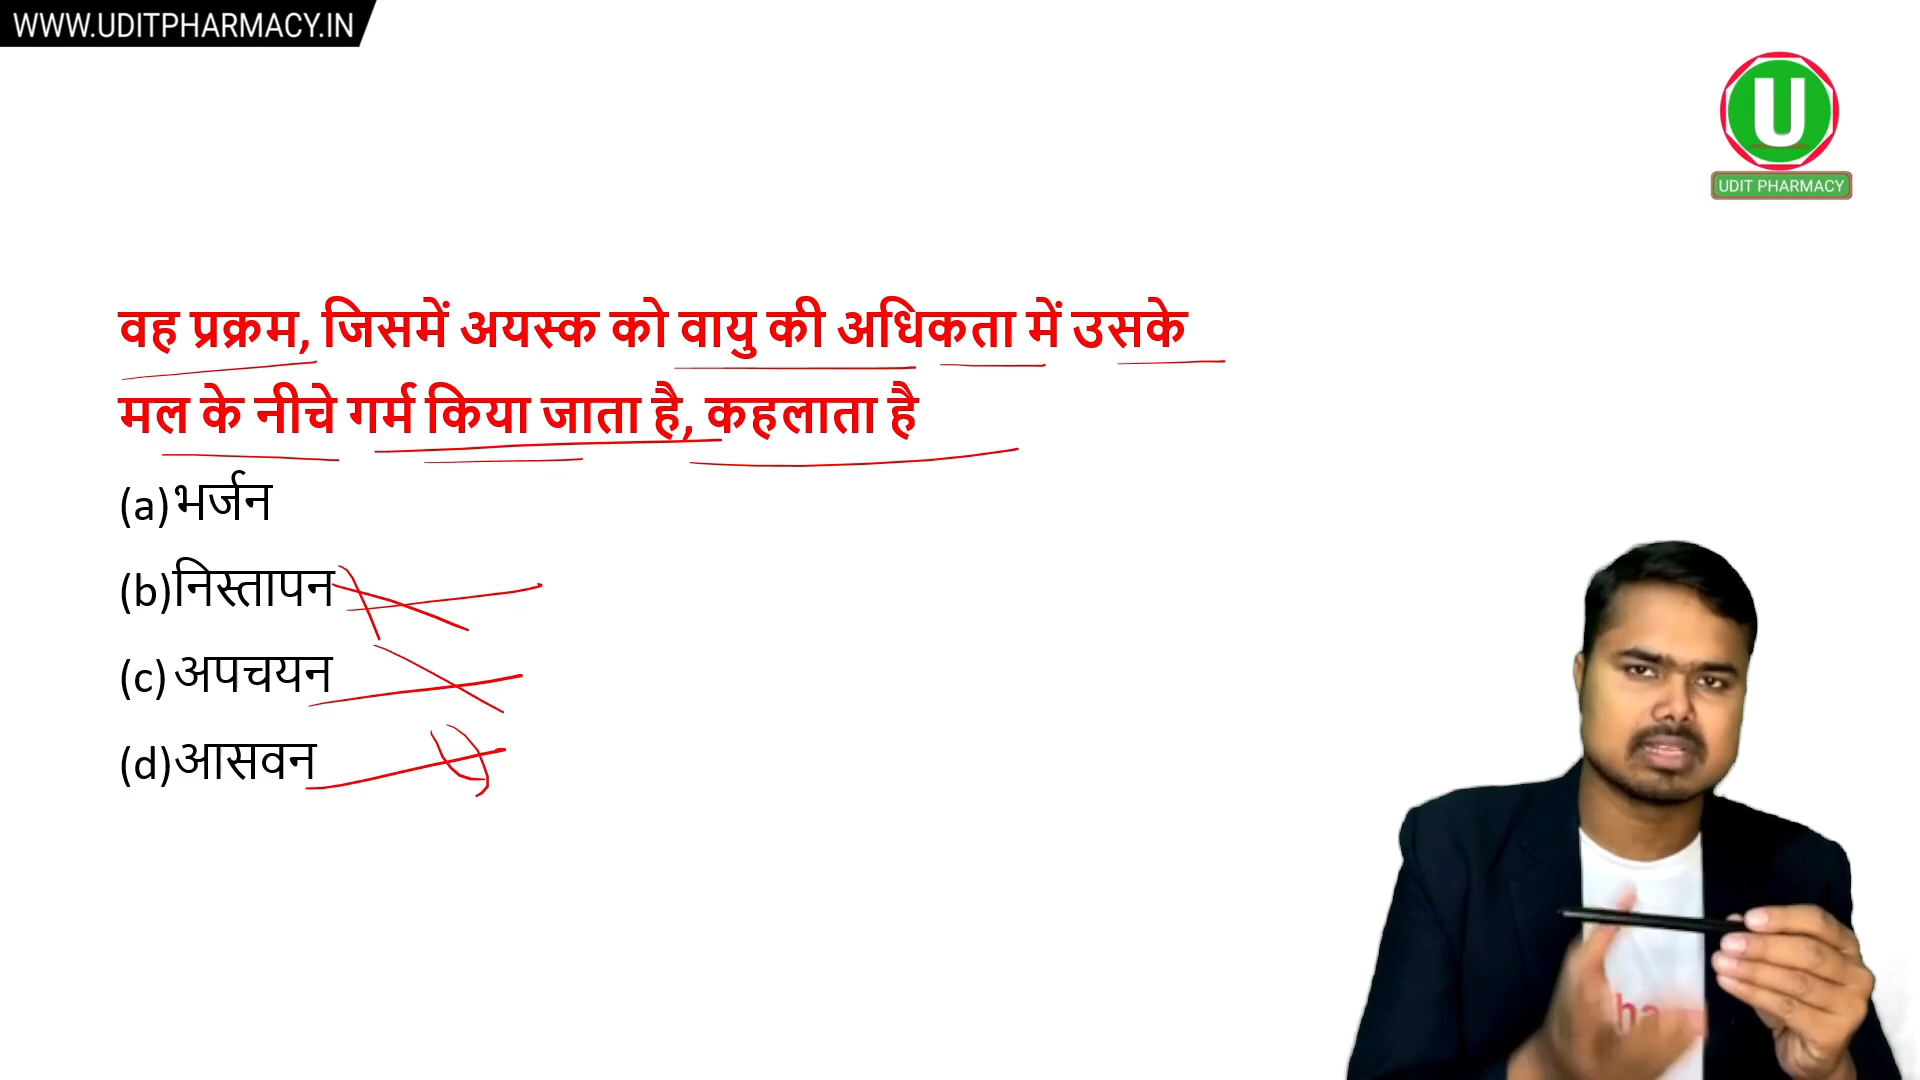 WWW.UDITPHARMACY.IN
U
UDIT PHARMACY
वह प्रक्रम, जिसमें अयस्क को वायु की अधिकता में उसके
मल के नीचे गर्म किया जाता है, कहलाता है
(a) भर्जन
(b) निस्तापन
(c) अपचयन
(d) आसवन